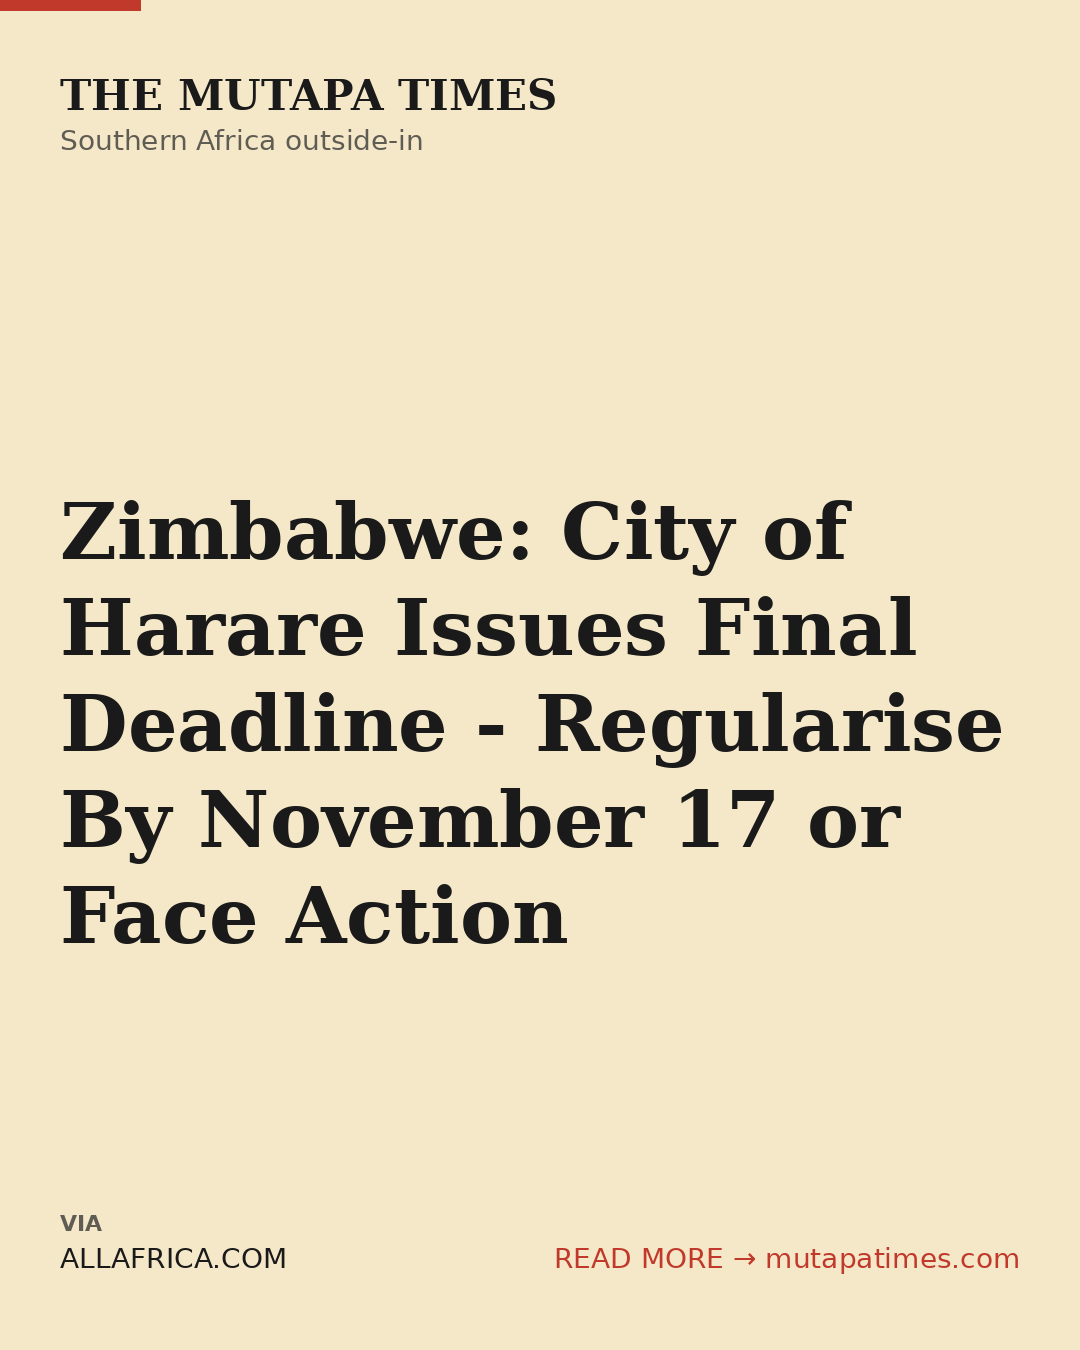 THE MUTAPA TIMES
Southern Africa outside-in
Zimbabwe: City of
Harare Issues Final
Deadline - Regularise
By November 17 or
Face Action
VIA
ALLAFRICA.COM
READ MORE → mutapatimes.com